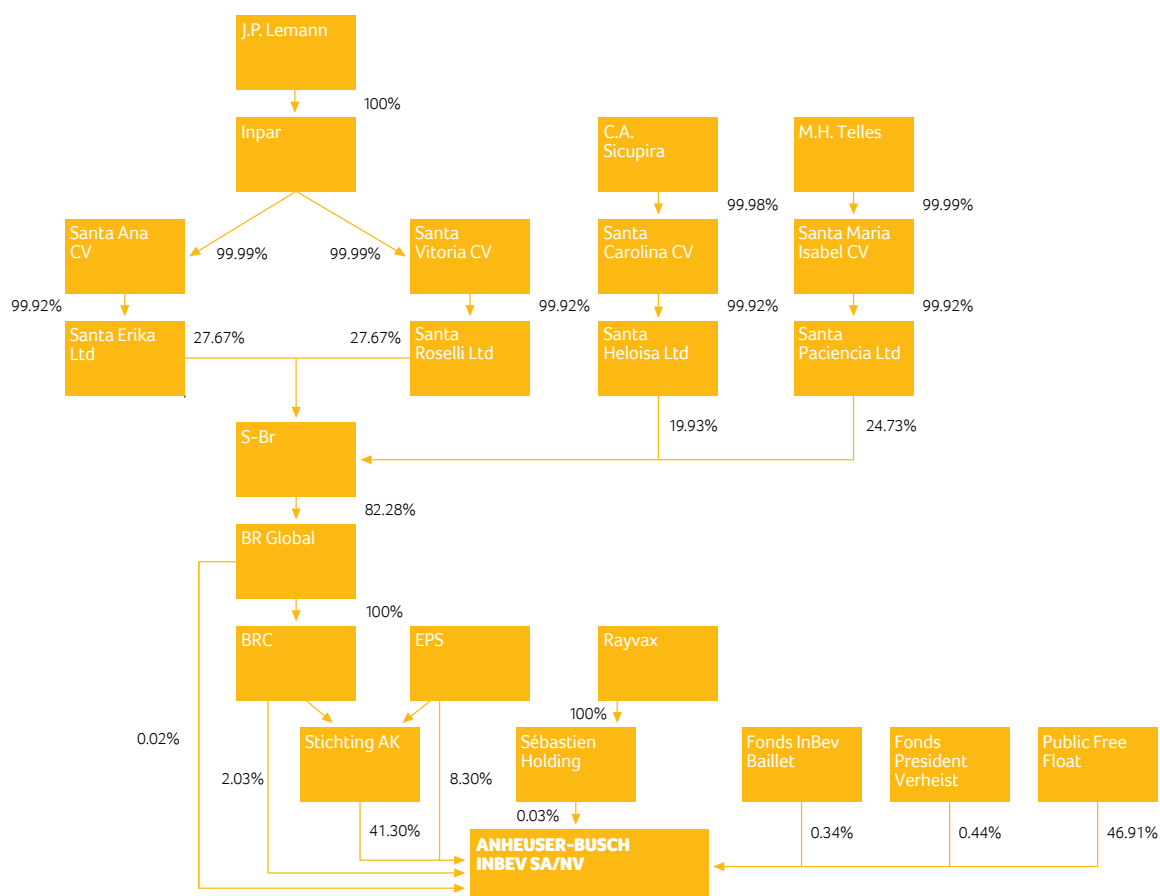 J.P. Lemann
100%
Inpar
C.A.
Sicupira
M.H. Telles
99.98%
99.99%
Santa Ana
CV
99.99%
99.99%
Santa
Vitoria CV
Santa
Carolina CV
Santa Maria
Isabel CV
99.92%
99.92%
99.92%
99.92%
Santa Erika
Ltd
27.67%
27.67%
Santa
Roselli Ltd
Santa
Heloisa Ltd
Santa
Paciencia Ltd
19.93%
24.73%
S-Br
82.28%
BR Global
100%
BRC
EPS
Rayvax
100%
0.02%
Stichting AK
Sébastien
Holding
Fonds InBev
Baillet
Fonds
President
Verheist
Public Free
Float
2.03%
8.30%
0.03%
41.30%
0.34%
0.44%
46.91%
ANHEUSER-BUSCH
INBEV SA/NV